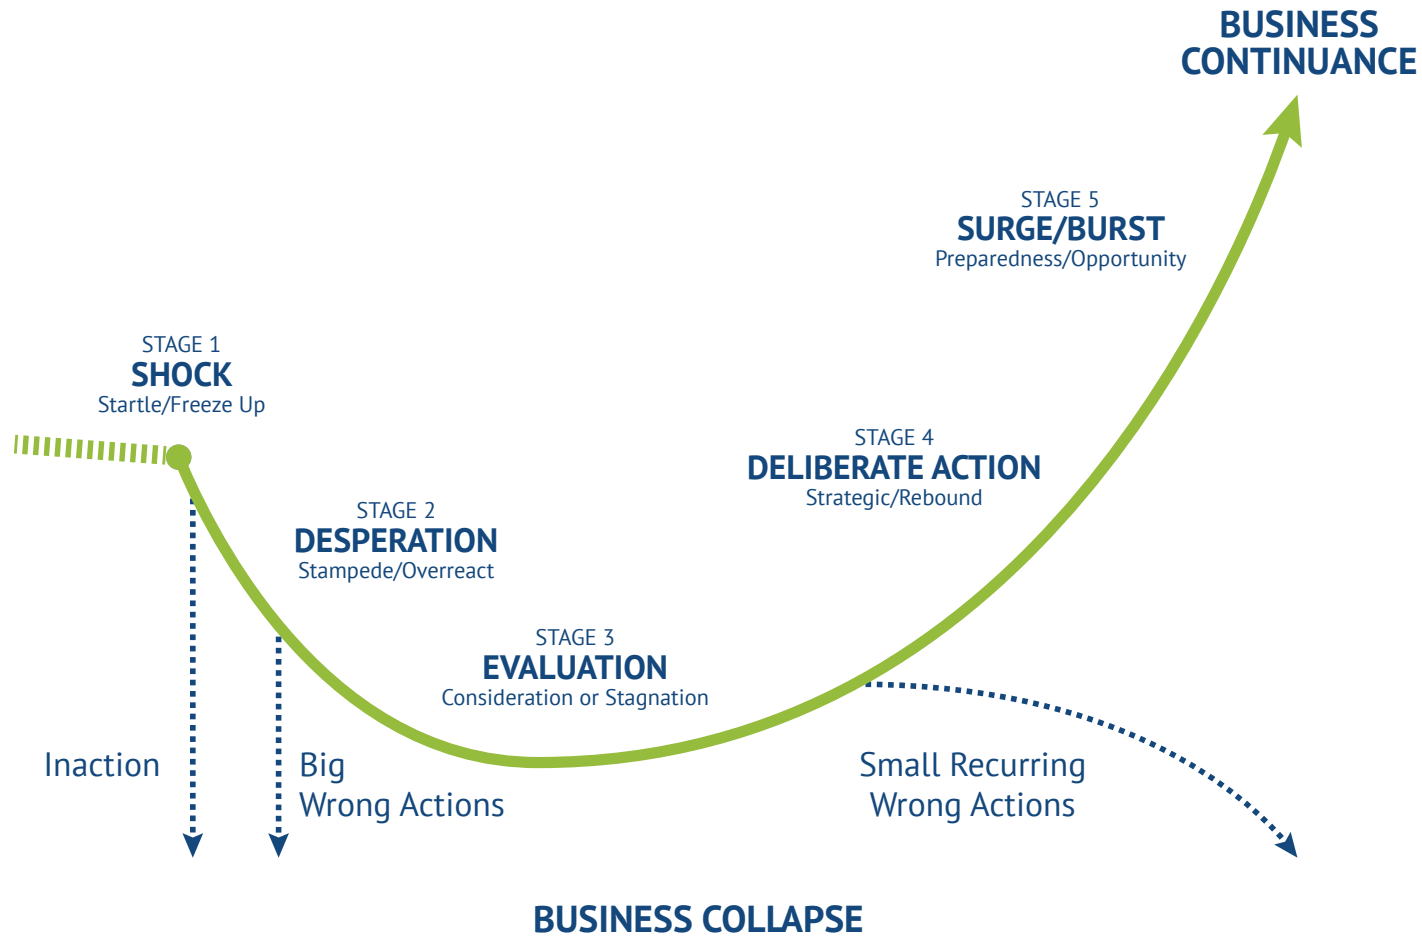 BUSINESS
CONTINUANCE
STAGE 5
SURGE/BURST
Preparedness/Opportunity
STAGE 1
SHOCK
Startle/Freeze Up
STAGE 4
DELIBERATE ACTION
Strategic/Rebound
STAGE 2
DESPERATION
Stampede/Overreact
STAGE 3
EVALUATION
Consideration or Stagnation
Inaction
Big
Wrong Actions
Small Recurring
Wrong Actions
BUSINESS COLLAPSE